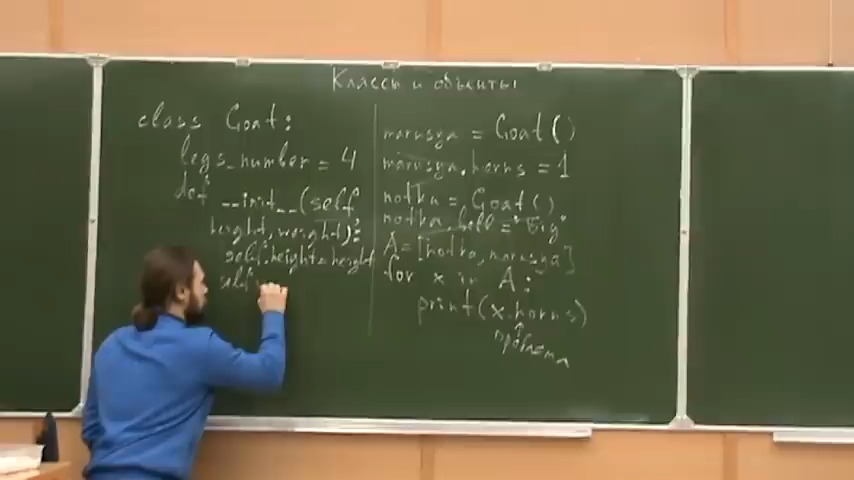 Классы и объекты
class Goat:
legs_number = 4
def __init__(self
height, weight):
self.height=height
self
marusya = Goat()
marusya.horns = 1
notka = Goat()
notka.bell = "Big"
A=[notka, marusya]
for x in A:
print(x.horns)
↑
проблема